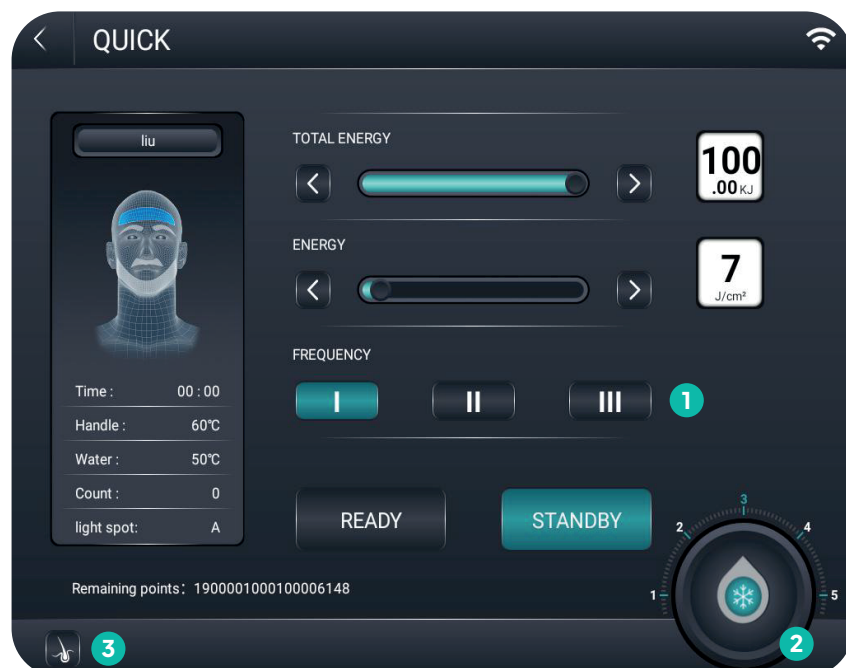 QUICK
liu
TOTAL ENERGY
100
.00 KJ
ENERGY
7
J/cm²
FREQUENCY
I II III 1
Time : 00 : 00
Handle : 60℃
Water : 50℃
Count : 0
light spot: A
READY STANDBY
1 2 3 4 5
Remaining points: 1900001000100006148
2
3